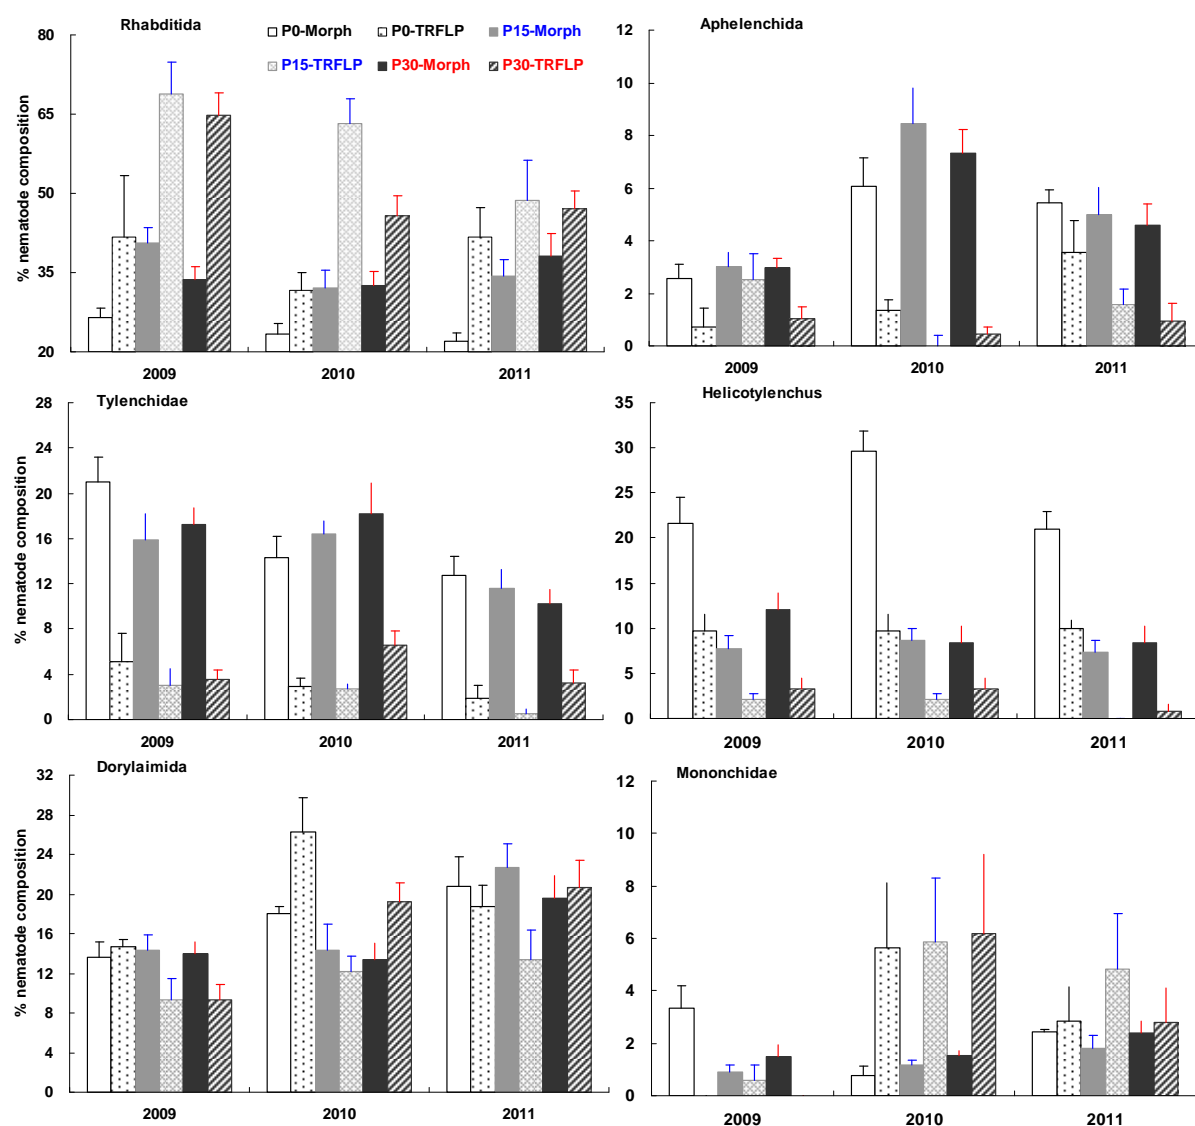 Rhabditida
P0-Morph P0-TRFLP P15-Morph
P15-TRFLP P30-Morph P30-TRFLP
% nematode composition
80
65
50
35
20
2009 2010 2011
Aphelenchida
12
10
8
6
4
2
0
2009 2010 2011
Tylenchidae
% nematode composition
28
24
20
16
12
8
4
0
2009 2010 2011
Helicotylenchus
35
30
25
20
15
10
5
0
2009 2010 2011
Dorylaimida
% nematode composition
32
28
24
20
16
12
8
4
0
2009 2010 2011
Mononchidae
12
10
8
6
4
2
0
2009 2010 2011